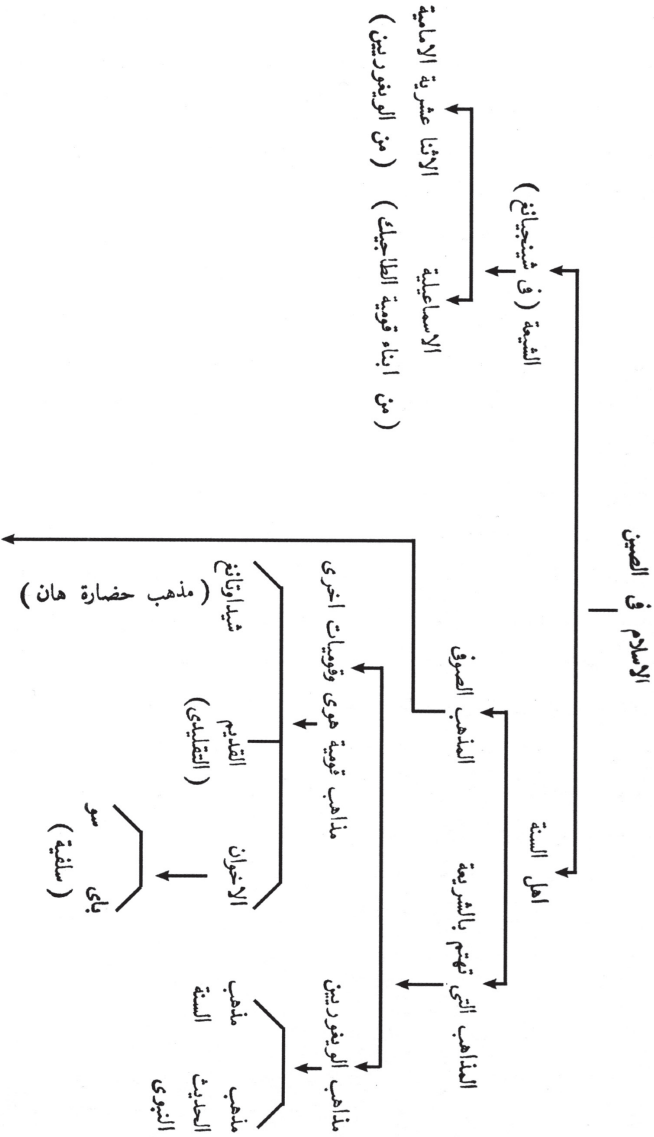 الاسلام فى الصين
اهل السنة
الشيعة (فى شينجيانغ)
المذاهب التى تهتم بالشريعة
المذهب الصوفى
الاسماعيلية
(من ابناء قومية الطاجيك)
الاثنا عشرية الامامية
(من الويغوريين)
مذاهب الويغوريين
مذاهب قومية هوى وقوميات اخرى
مذهب الحديث النبوى
مذهب السنة
الاخوان
القديم
(التقليدى)
شيداوتانغ
(مذهب حضارة هان)
باى
(سلفية)
سو